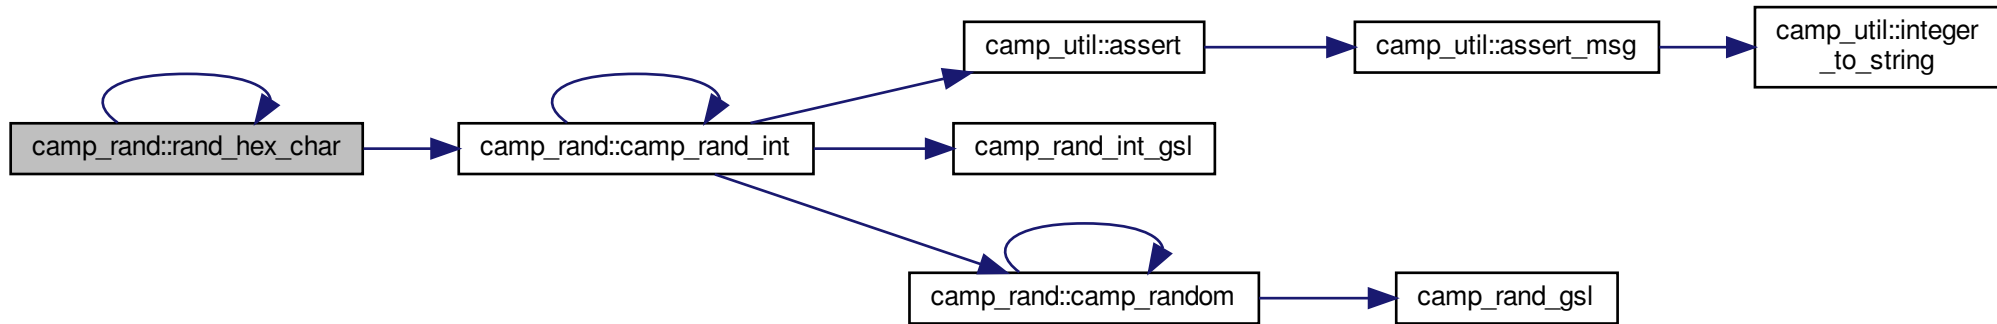 camp_rand::rand_hex_char
camp_rand::camp_rand_int
camp_util::assert
camp_util::assert_msg
camp_util::integer
_to_string
camp_rand_int_gsl
camp_rand::camp_random
camp_rand_gsl